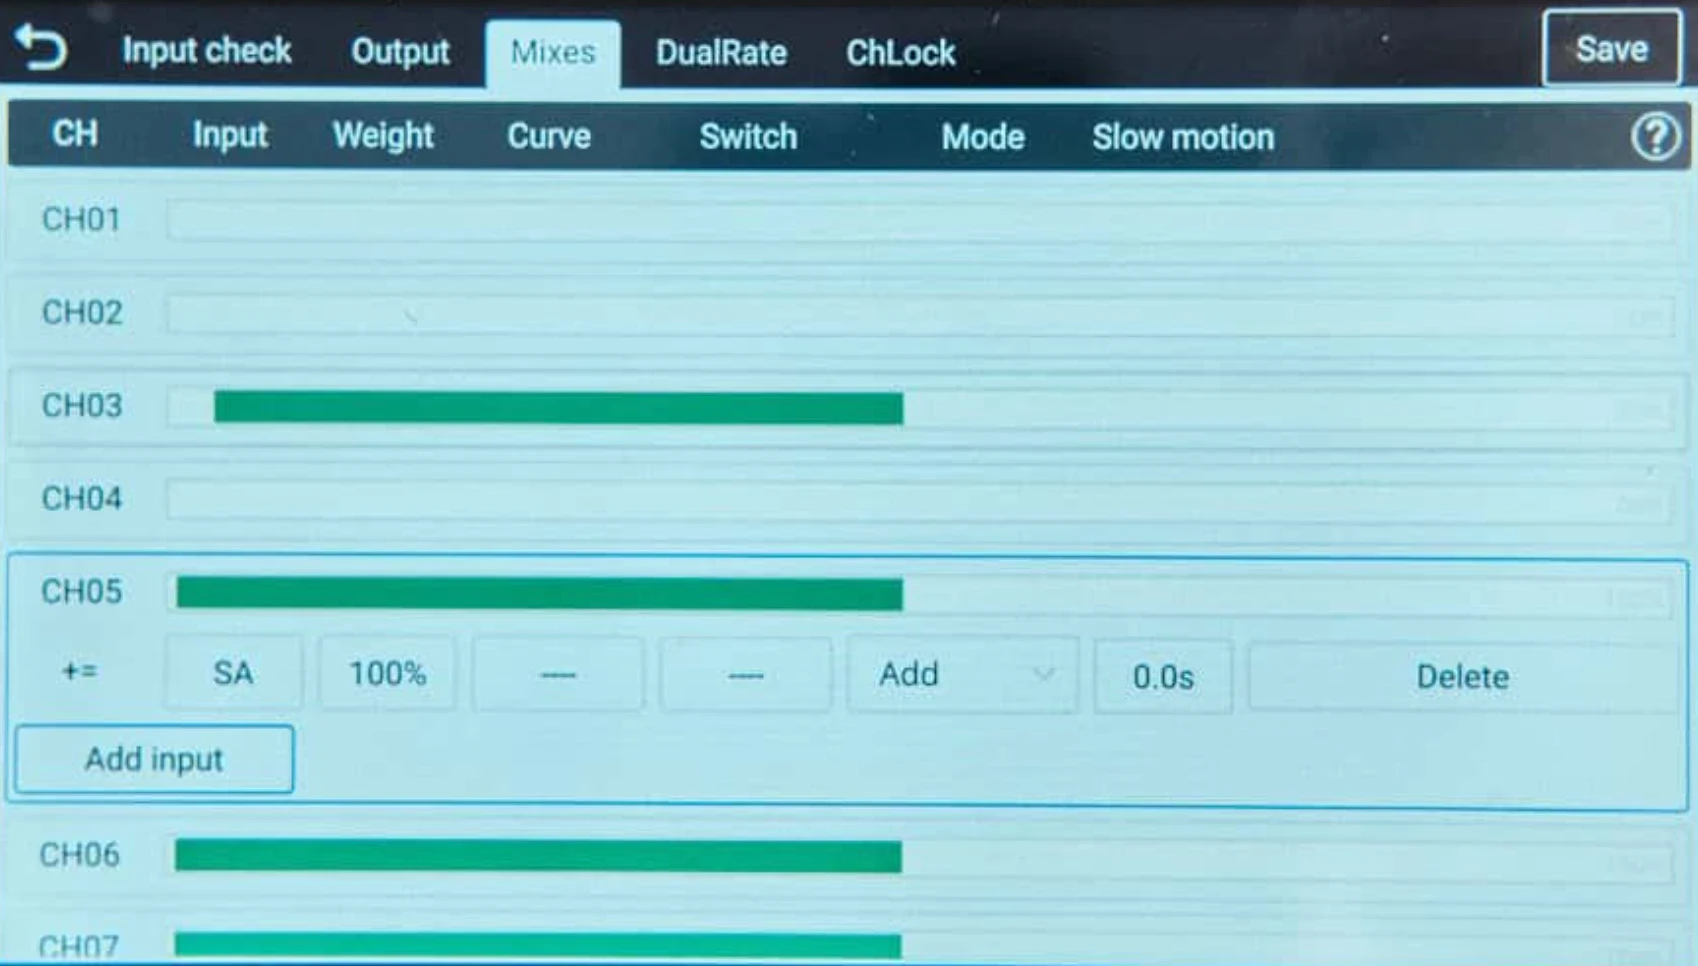 Input check Output Mixes DualRate ChLock Save
CH Input Weight Curve Switch Mode Slow motion ?
CH01
CH02
CH03
CH04
CH05
+= SA 100% --- --- Add 0.0s Delete
Add input
CH06
CH07